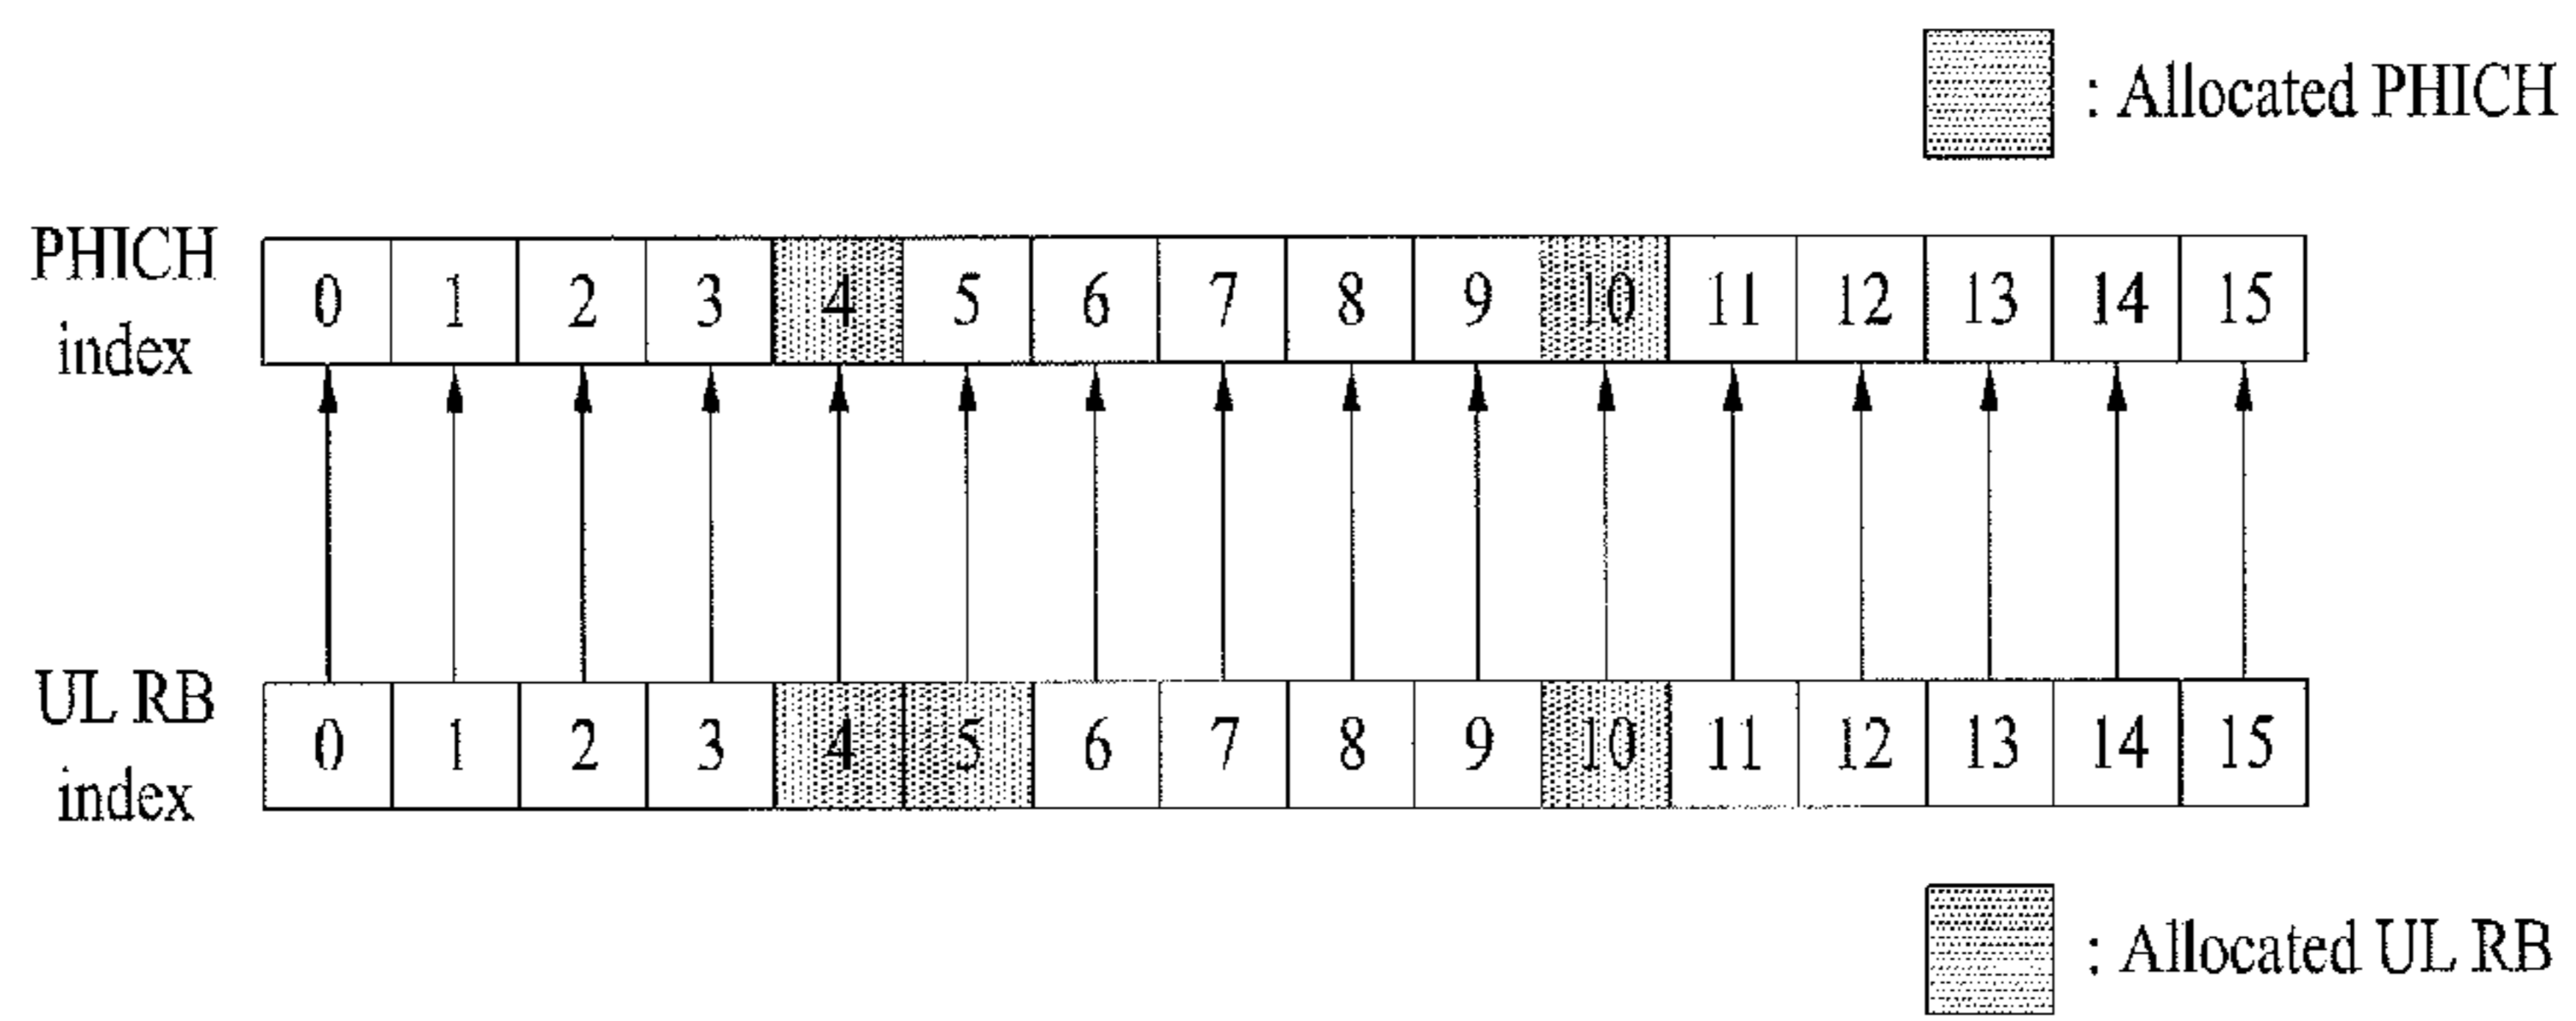 : Allocated PHICH
PHICH
index
0 1 2 3 4 5 6 7 8 9 10 11 12 13 14 15
UL RB
index
0 1 2 3 4 5 6 7 8 9 10 11 12 13 14 15
: Allocated UL RB